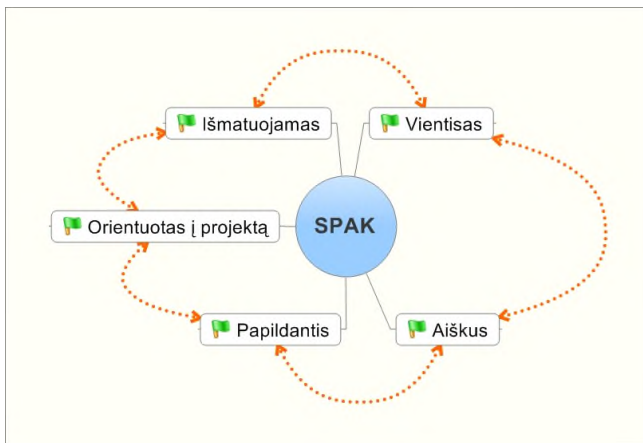 Išmatuojamas
Vientisas
Orientuotas į projektą
SPAK
Papildantis
Aiškus